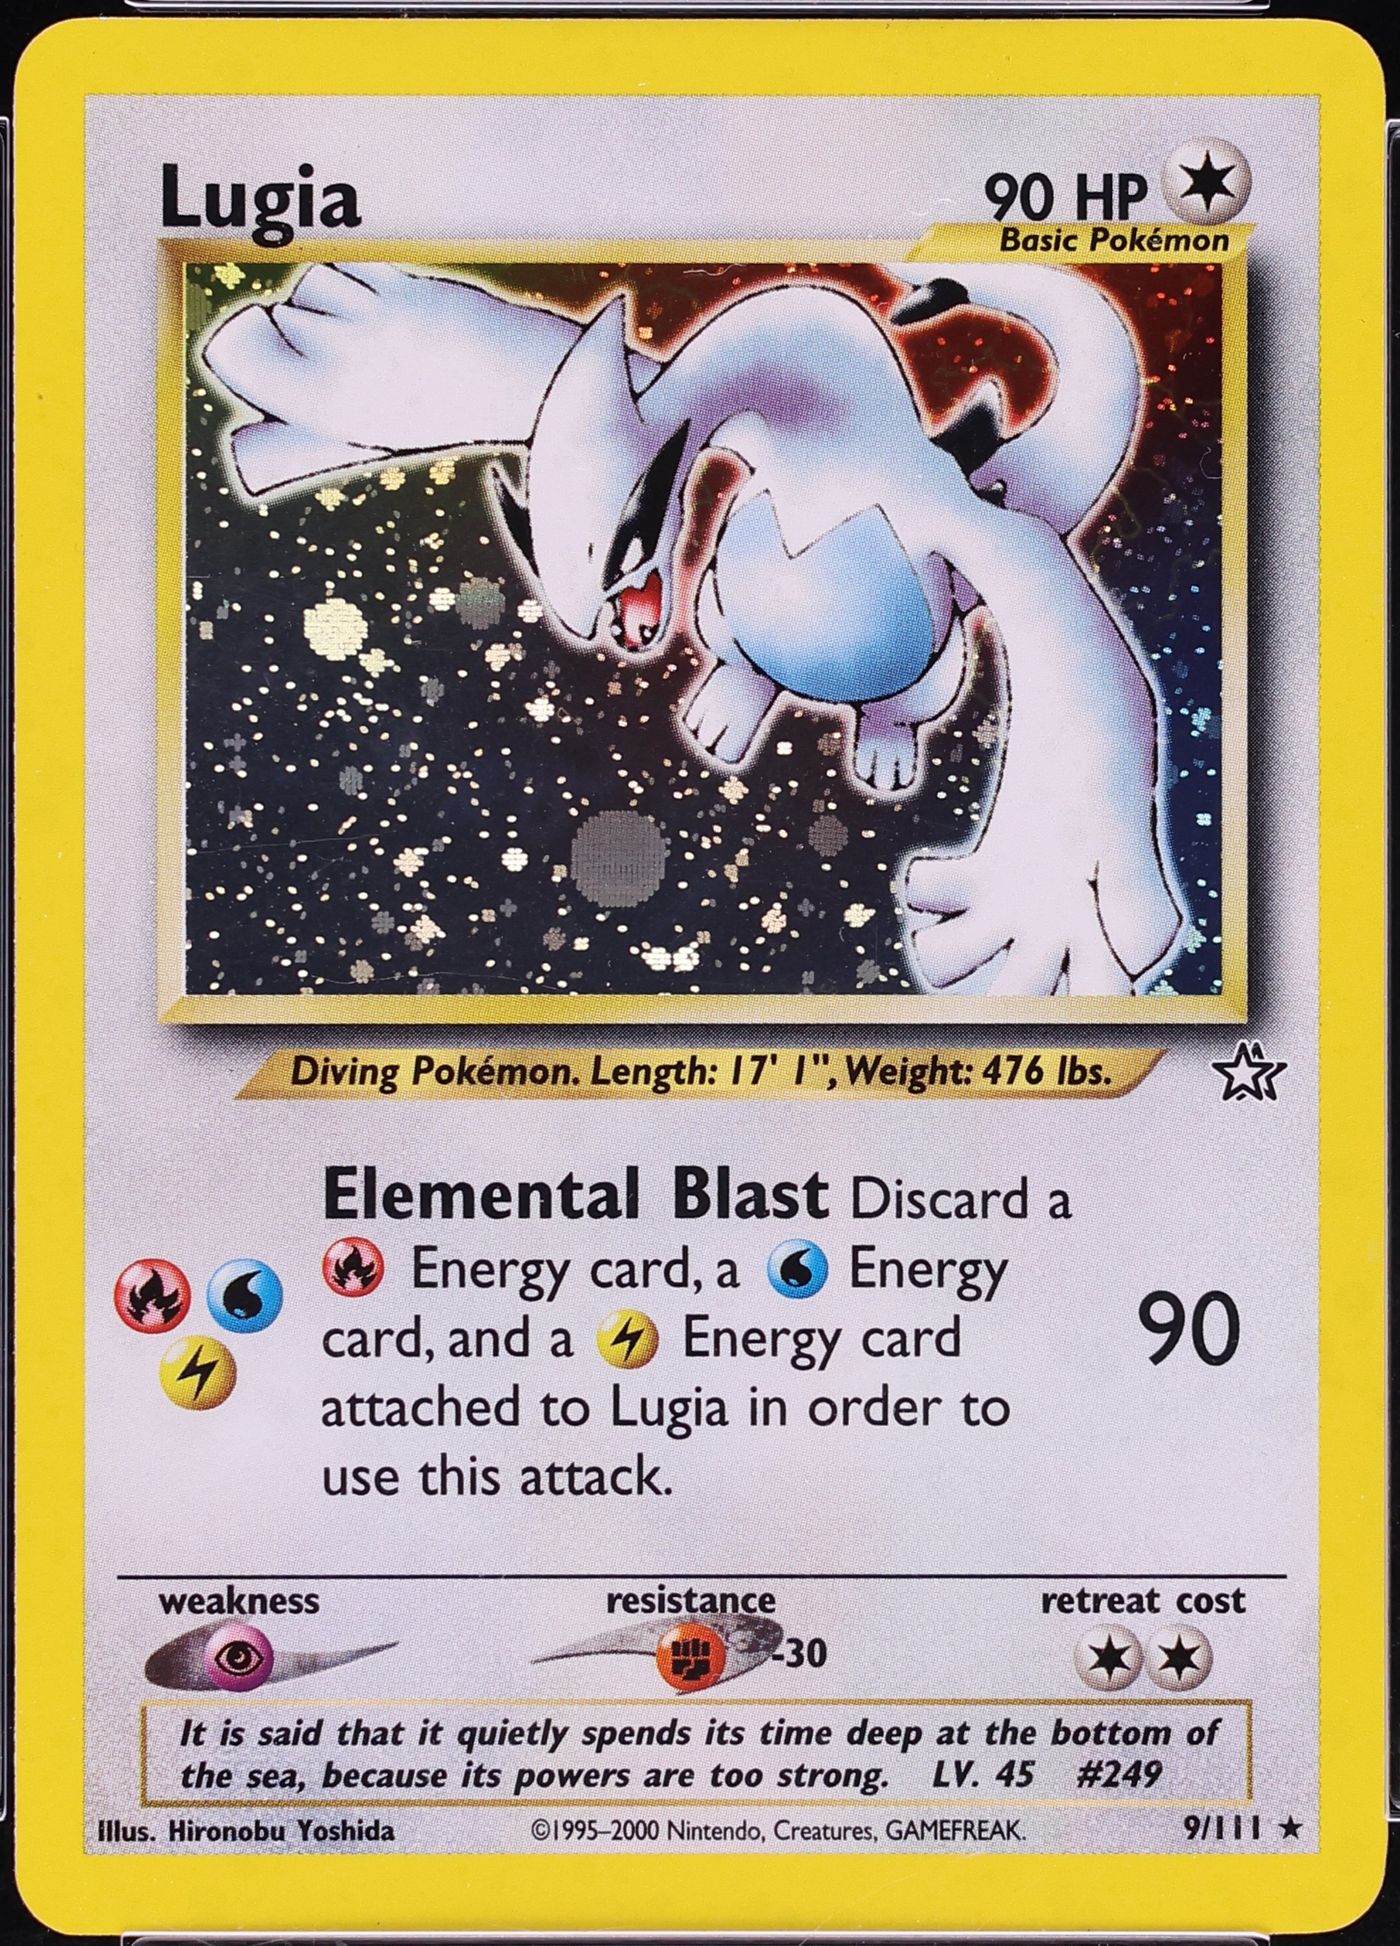 Lugia
90 HP
Basic Pokémon
Diving Pokémon. Length: 17' 1", Weight: 476 lbs.
Elemental Blast Discard a
Energy card, a Energy
card, and a Energy card
attached to Lugia in order to
use this attack.
90
weakness resistance retreat cost
-30
It is said that it quietly spends its time deep at the bottom of
the sea, because its powers are too strong. LV. 45 #249
Illus. Hironobu Yoshida ©1995–2000 Nintendo, Creatures, GAMEFREAK. 9/111 ★